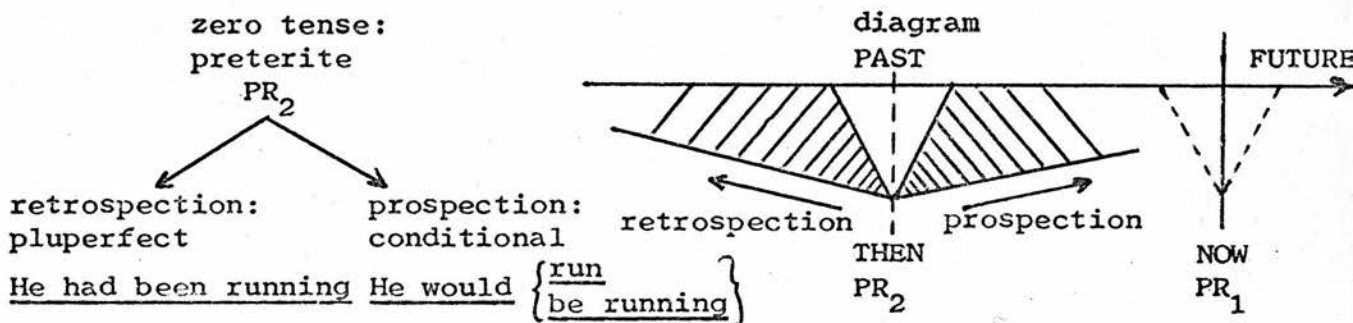 zero tense:
preterite
PR2
retrospection:
pluperfect
He had been running
prospection:
conditional
He would { run
be running }
diagram
PAST
FUTURE
retrospection
prospection
THEN
PR2
NOW
PR1